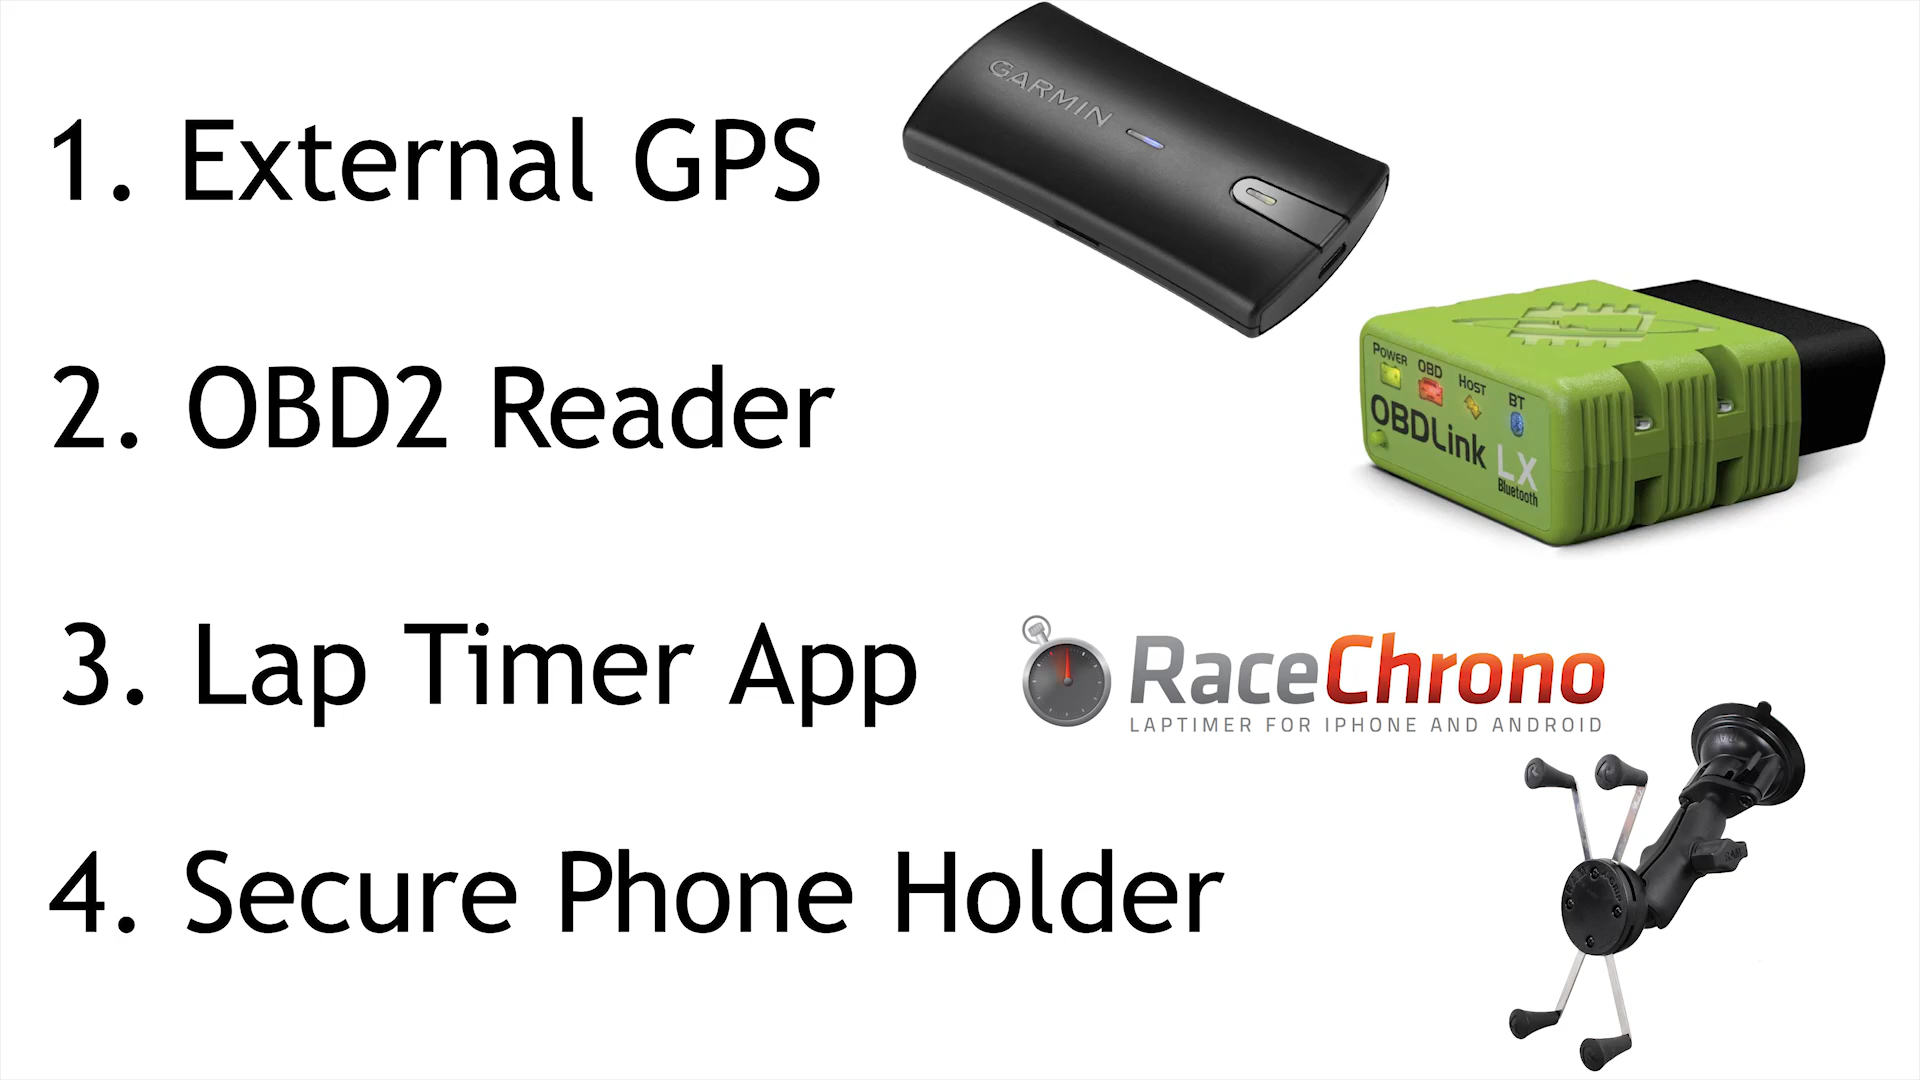 1. External GPS
GARMIN
2. OBD2 Reader
POWER
OBD
HOST
BT
OBDLink LX
Bluetooth
3. Lap Timer App
RaceChrono
LAPTIMER FOR IPHONE AND ANDROID
4. Secure Phone Holder